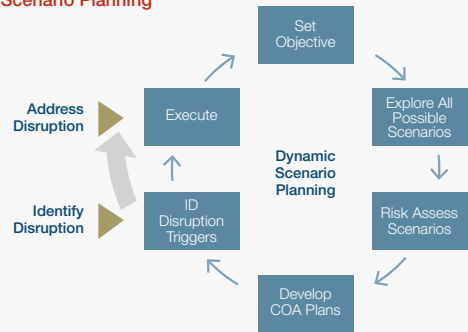 Scenario Planning
Set
Objective
Explore All
Possible
Scenarios
Risk Assess
Scenarios
Develop
COA Plans
ID
Disruption
Triggers
Execute
Dynamic
Scenario
Planning
Address
Disruption
Identify
Disruption